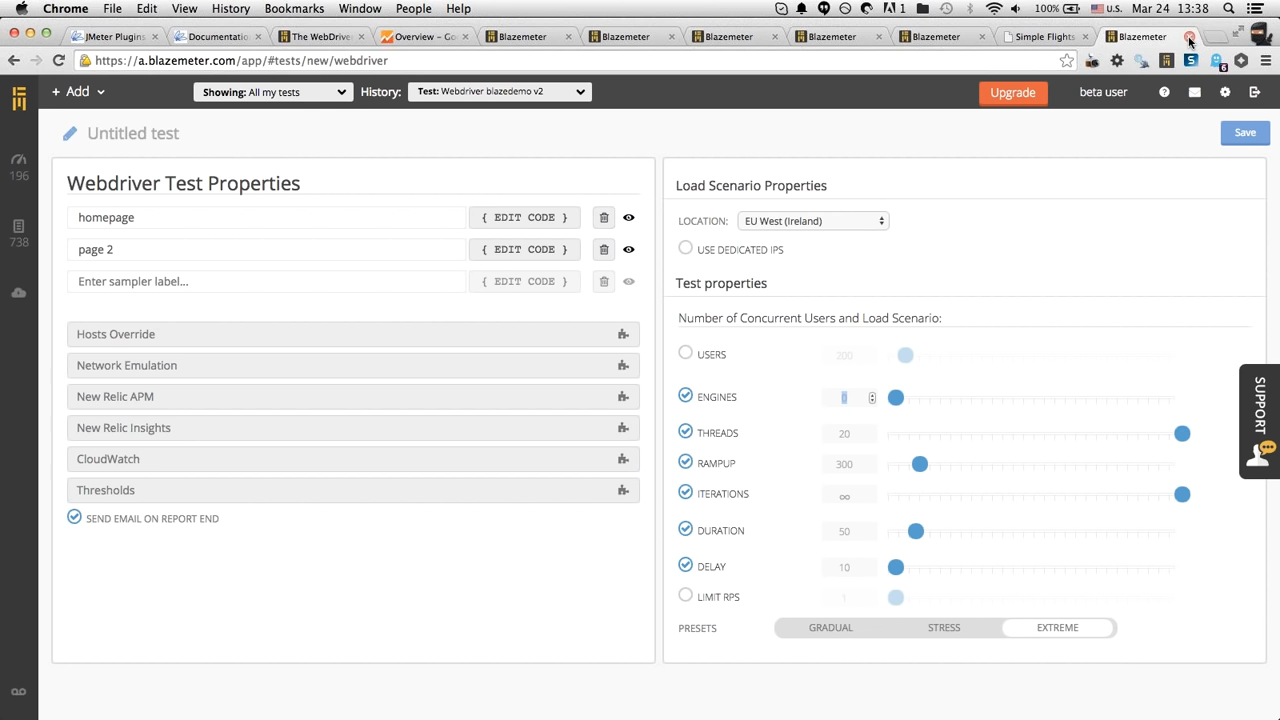 Chrome File Edit View History Bookmarks Window People Help 1 100% U.S. Mar 24 13:38
JMeter Plugins Documentatio The WebDrive Overview – Go Blazemeter Blazemeter Blazemeter Blazemeter Blazemeter Simple Flights Blazemeter
https://a.blazemeter.com/app/#tests/new/webdriver
6
+ Add Showing: All my tests History: Test: Webdriver blazedemo v2 Upgrade beta user
Untitled test Save
196
738
Webdriver Test Properties
homepage { EDIT CODE }
page 2 { EDIT CODE }
Enter sampler label... { EDIT CODE }
Hosts Override
Network Emulation
New Relic APM
New Relic Insights
CloudWatch
Thresholds
SEND EMAIL ON REPORT END
Load Scenario Properties
LOCATION: EU West (Ireland)
USE DEDICATED IPS
Test properties
Number of Concurrent Users and Load Scenario:
USERS 200
ENGINES 0
THREADS 20
RAMPUP 300
ITERATIONS ∞
DURATION 50
DELAY 10
LIMIT RPS 1
PRESETS GRADUAL STRESS EXTREME
SUPPORT